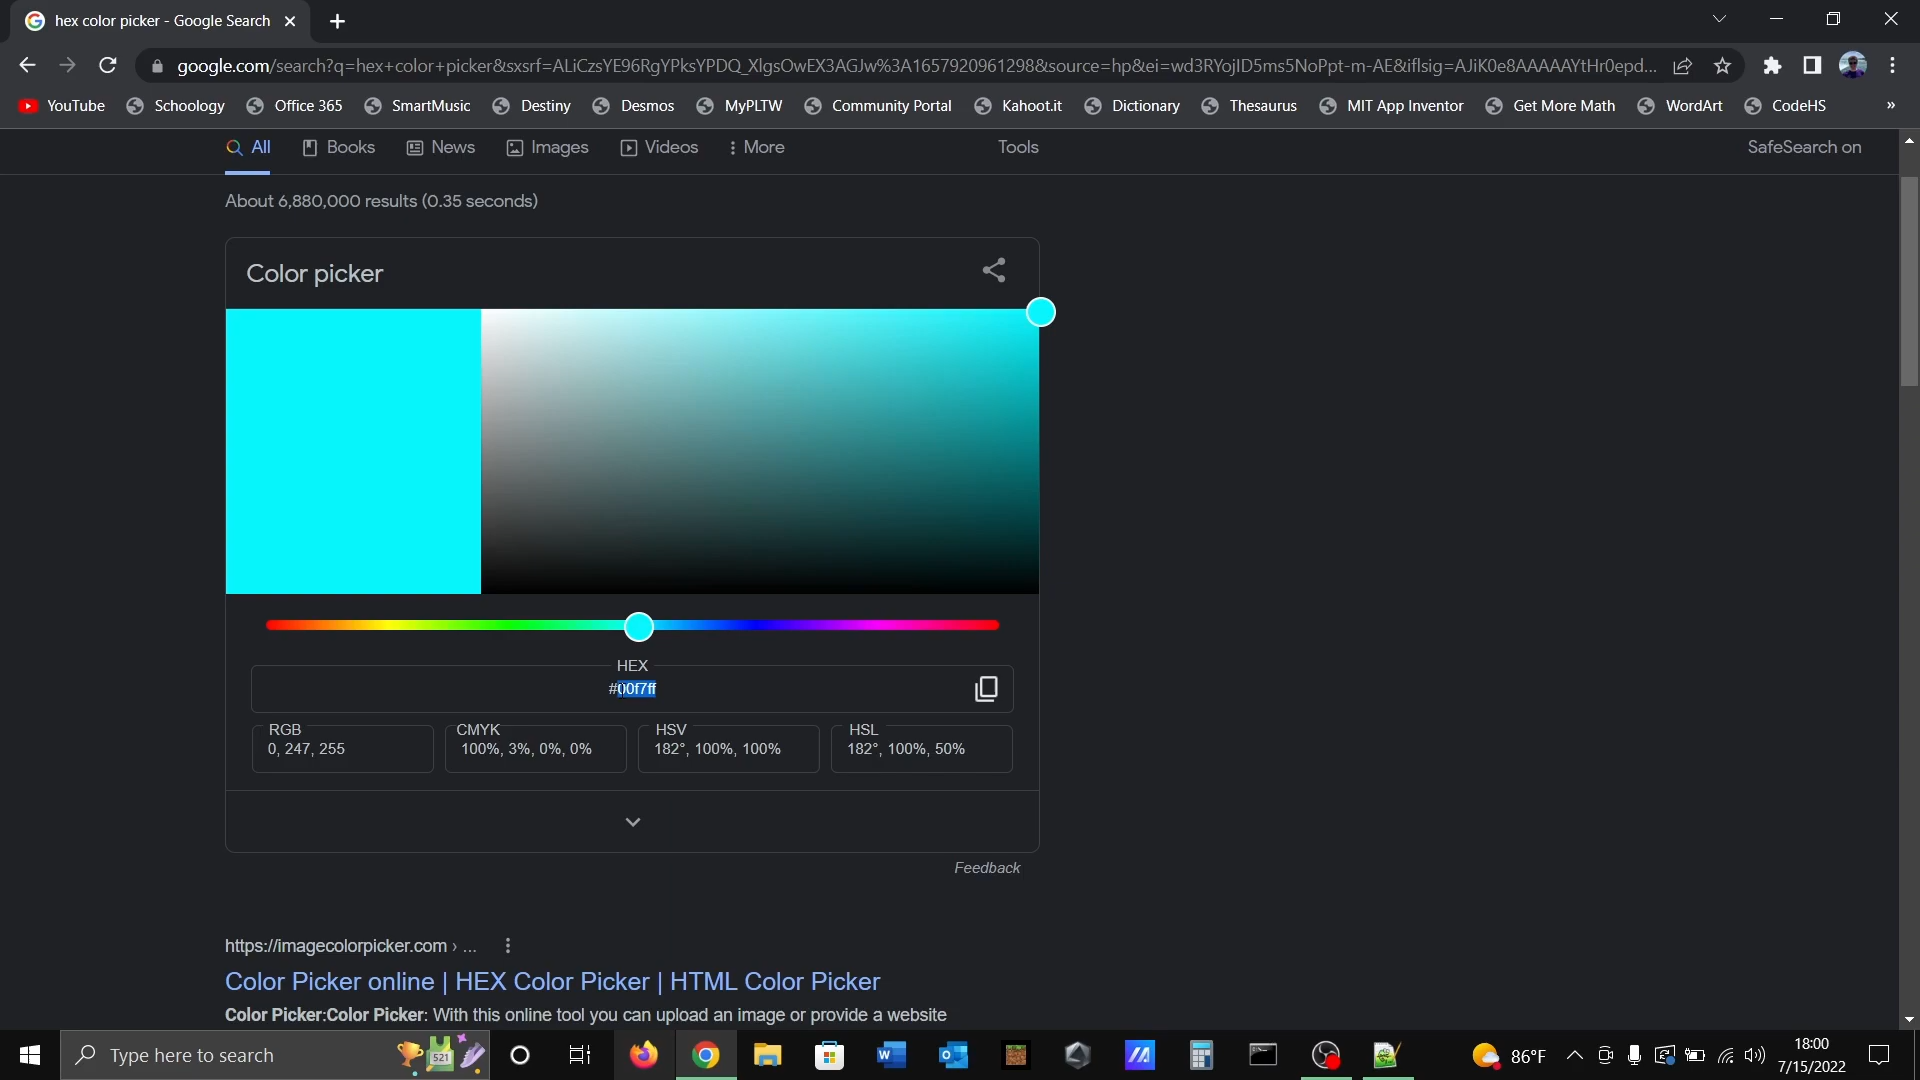 hex color picker - Google Search
google.com/search?q=hex+color+picker&sxsrf=ALiCzsYE96RgYPksYPDQ_XlgsOwEX3AGJw%3A1657920961298&source=hp&ei=wd3RYojID5ms5NoPpt-m-AE&iflsig=AJiK0e8AAAAAYtHr0epd...
YouTube Schoology Office 365 SmartMusic Destiny Desmos MyPLTW Community Portal Kahoot.it Dictionary Thesaurus MIT App Inventor Get More Math WordArt CodeHS »
All Books News Images Videos More Tools SafeSearch on
About 6,880,000 results (0.35 seconds)
Color picker
HEX
#00f7ff
RGB CMYK HSV HSL
0, 247, 255 100%, 3%, 0%, 0% 182°, 100%, 100% 182°, 100%, 50%
Feedback
https://imagecolorpicker.com › ...
Color Picker online | HEX Color Picker | HTML Color Picker
Color Picker:Color Picker: With this online tool you can upload an image or provide a website
Type here to search 521 86°F 18:00
7/15/2022